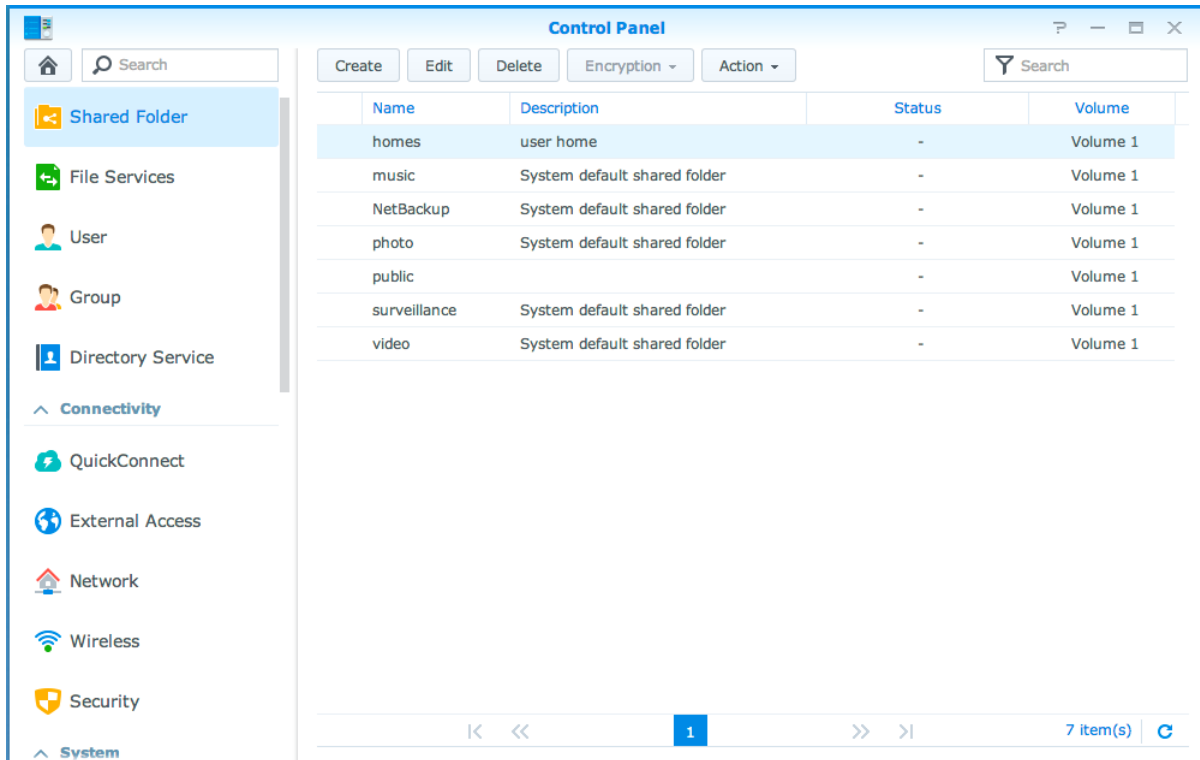 Control Panel
Search
Create Edit Delete Encryption Action Search
Shared Folder
File Services
User
Group
Directory Service
Connectivity
QuickConnect
External Access
Network
Wireless
Security
System
Name Description Status Volume
homes user home - Volume 1
music System default shared folder - Volume 1
NetBackup System default shared folder - Volume 1
photo System default shared folder - Volume 1
public - Volume 1
surveillance System default shared folder - Volume 1
video System default shared folder - Volume 1
1 7 item(s)